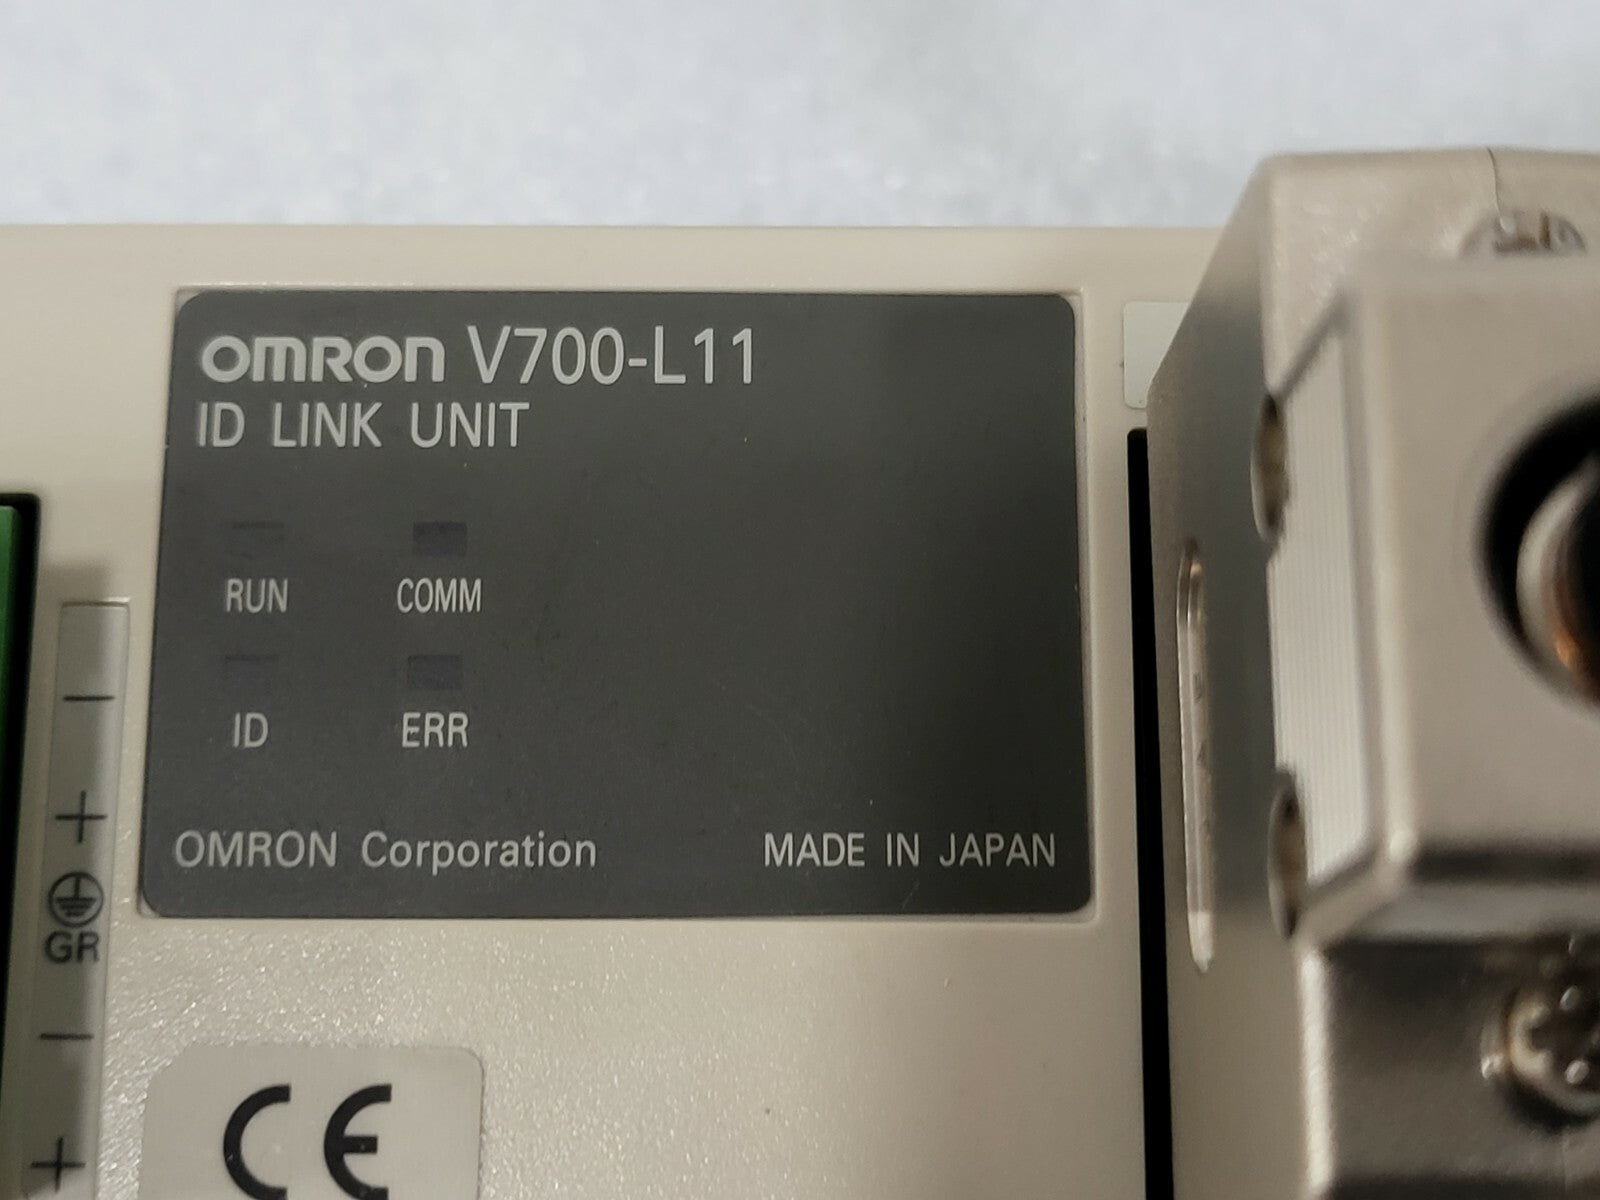 OMRON V700-L11
ID LINK UNIT
RUN COMM
ID ERR
OMRON Corporation MADE IN JAPAN
−
+
GR
−
+
CE